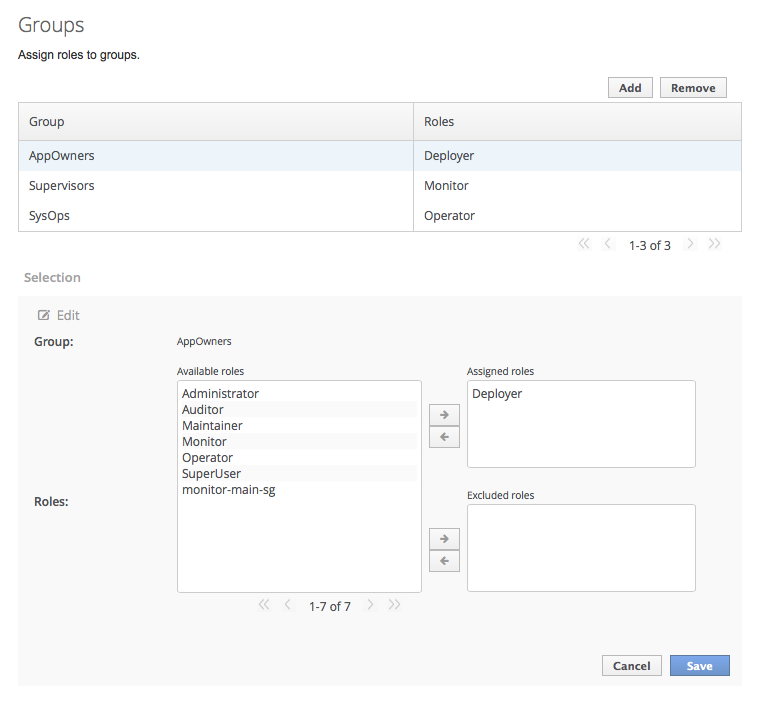 Groups
Assign roles to groups.
Add Remove
Group Roles
AppOwners Deployer
Supervisors Monitor
SysOps Operator
1-3 of 3
Selection
Edit
Group: AppOwners
Available roles Assigned roles
Administrator Deployer
Auditor
Maintainer
Monitor
Operator
SuperUser
monitor-main-sg
Excluded roles
Roles:
1-7 of 7
Cancel Save